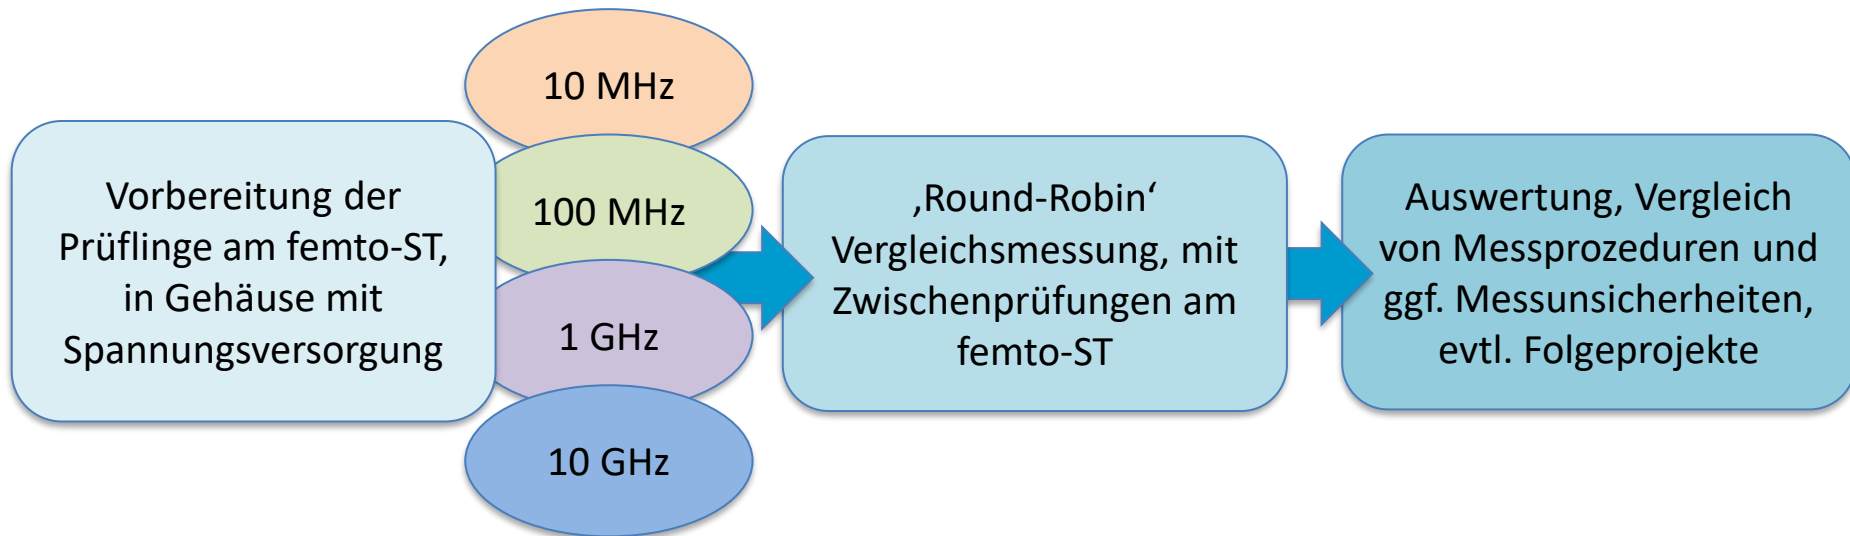 Vorbereitung der
Prüflinge am femto-ST,
in Gehäuse mit
Spannungsversorgung
10 MHz
100 MHz
1 GHz
10 GHz
‚Round-Robin‘
Vergleichsmessung, mit
Zwischenprüfungen am
femto-ST
Auswertung, Vergleich
von Messprozeduren und
ggf. Messunsicherheiten,
evtl. Folgeprojekte